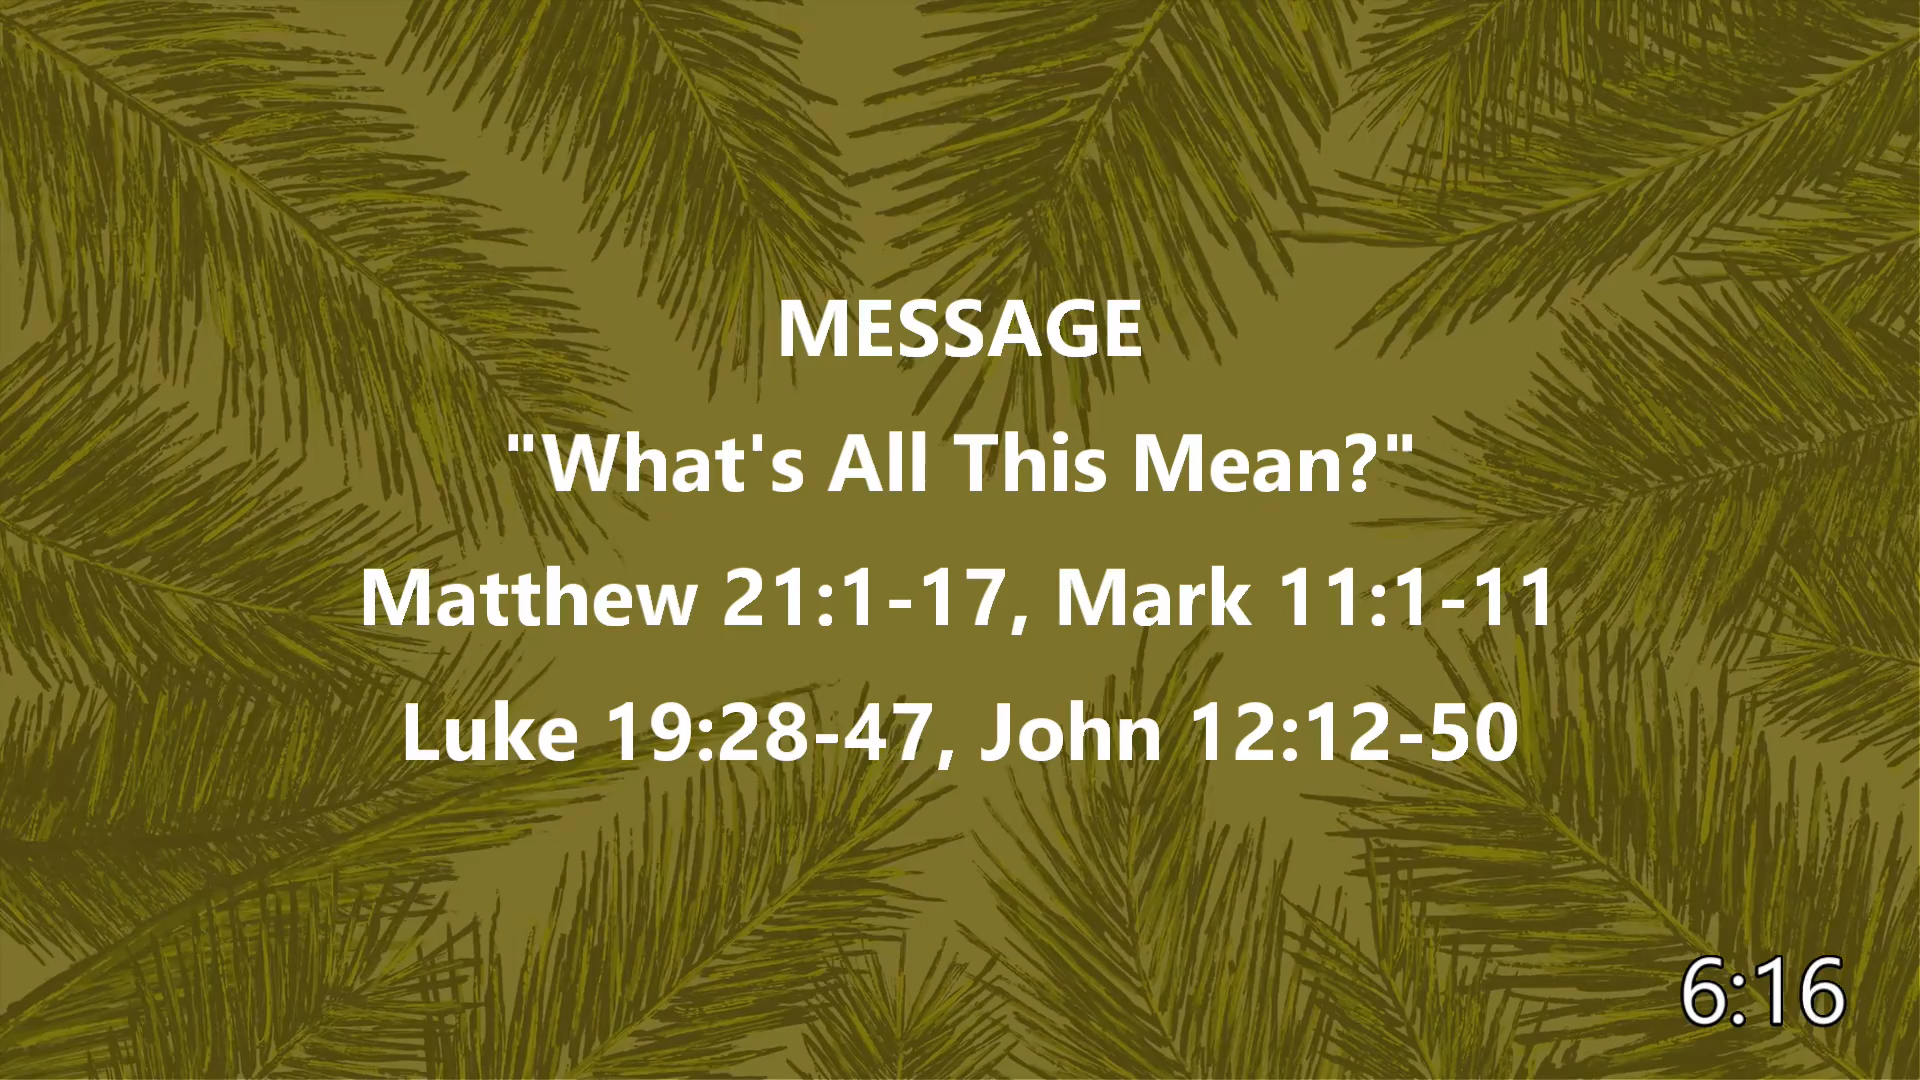 MESSAGE
"What's All This Mean?"
Matthew 21:1-17, Mark 11:1-11
Luke 19:28-47, John 12:12-50
6:16